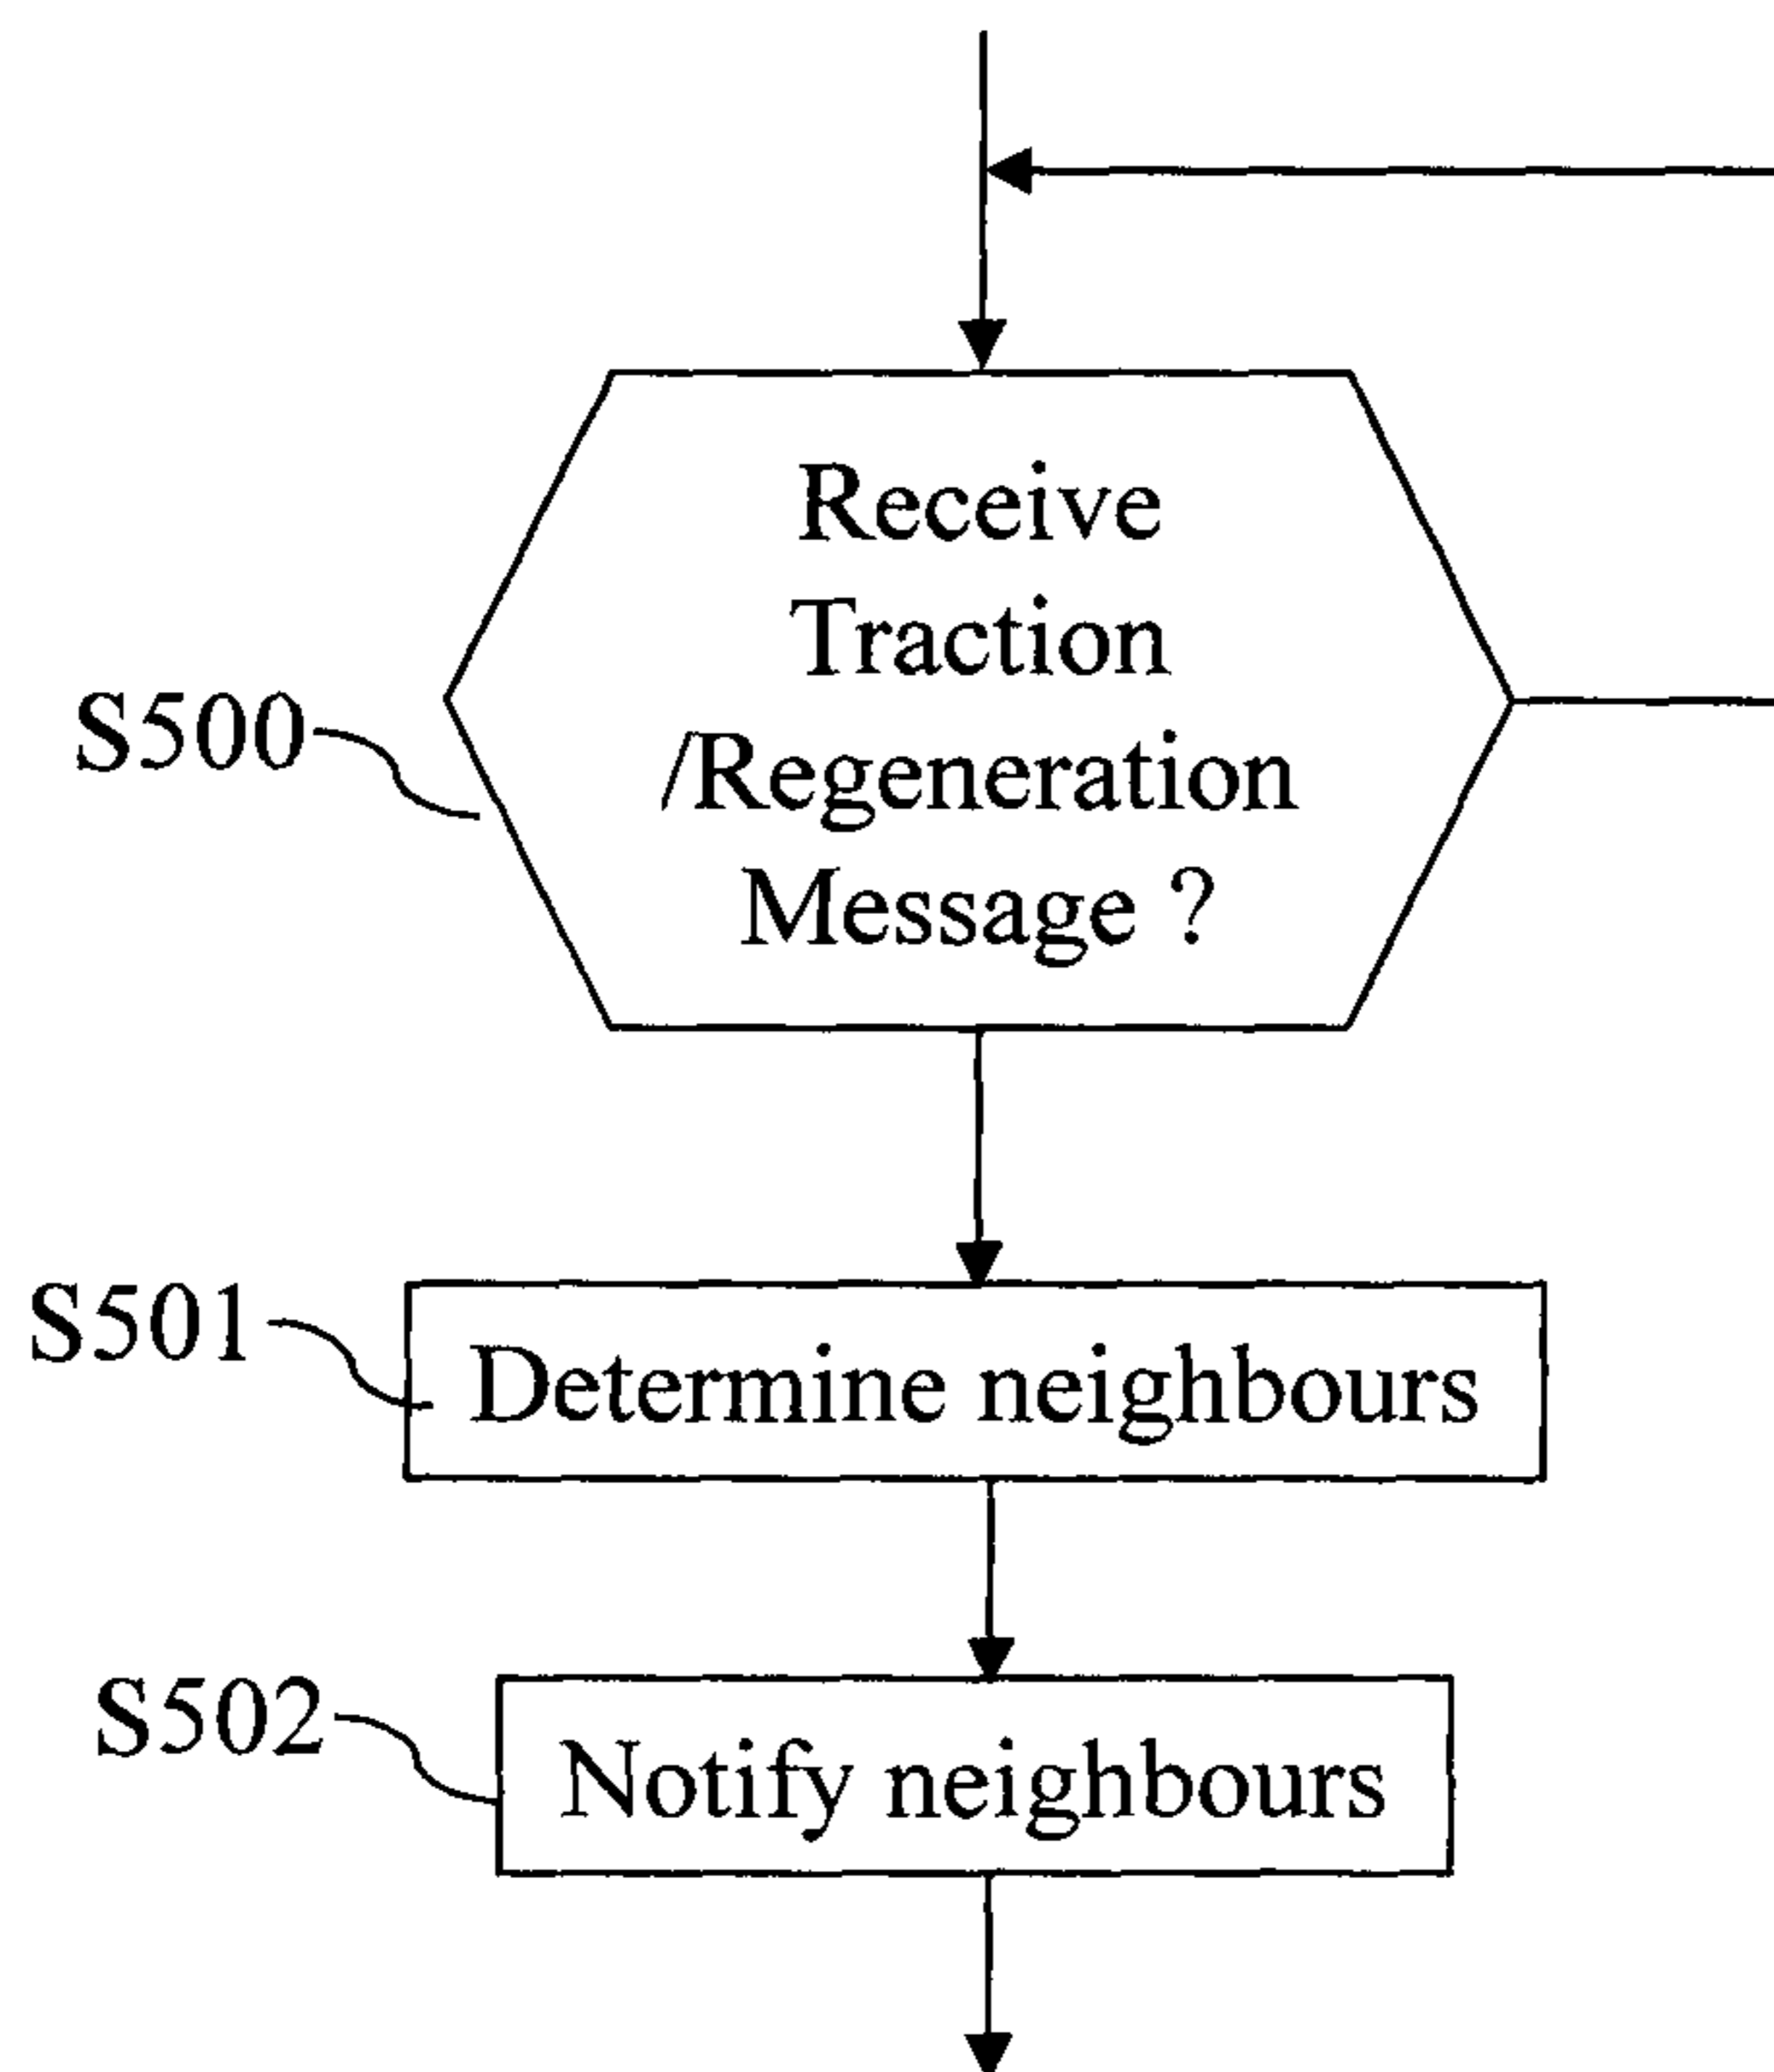 Receive
Traction
/Regeneration
Message ?
S500
S501
Determine neighbours
S502
Notify neighbours